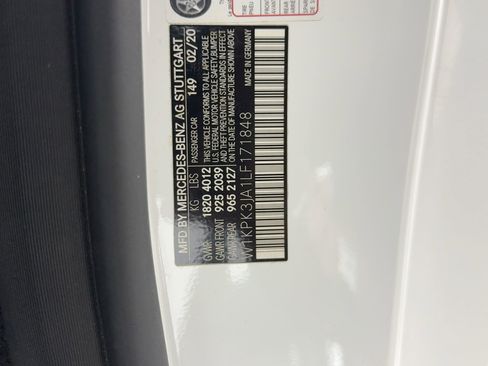 MFD BY MERCEDES-BENZ AG STUTTGART
PASSENGER CAR 149 02/20
KG LBS
GVWR 1820 4012
GAWR FRONT 925 2039
GAWR REAR 965 2127
THIS VEHICLE CONFORMS TO ALL APPLICABLE
U.S. FEDERAL MOTOR VEHICLE SAFETY, BUMPER,
AND THEFT PREVENTION STANDARDS IN EFFECT
ON THE DATE OF MANUFACTURE SHOWN ABOVE
MADE IN GERMANY
W1KPK3JA1LF171848